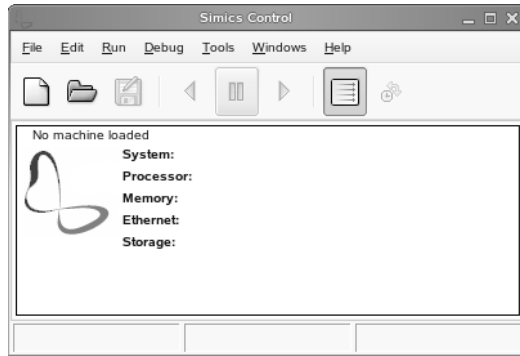 Simics Control
File Edit Run Debug Tools Windows Help
No machine loaded
System:
Processor:
Memory:
Ethernet:
Storage: